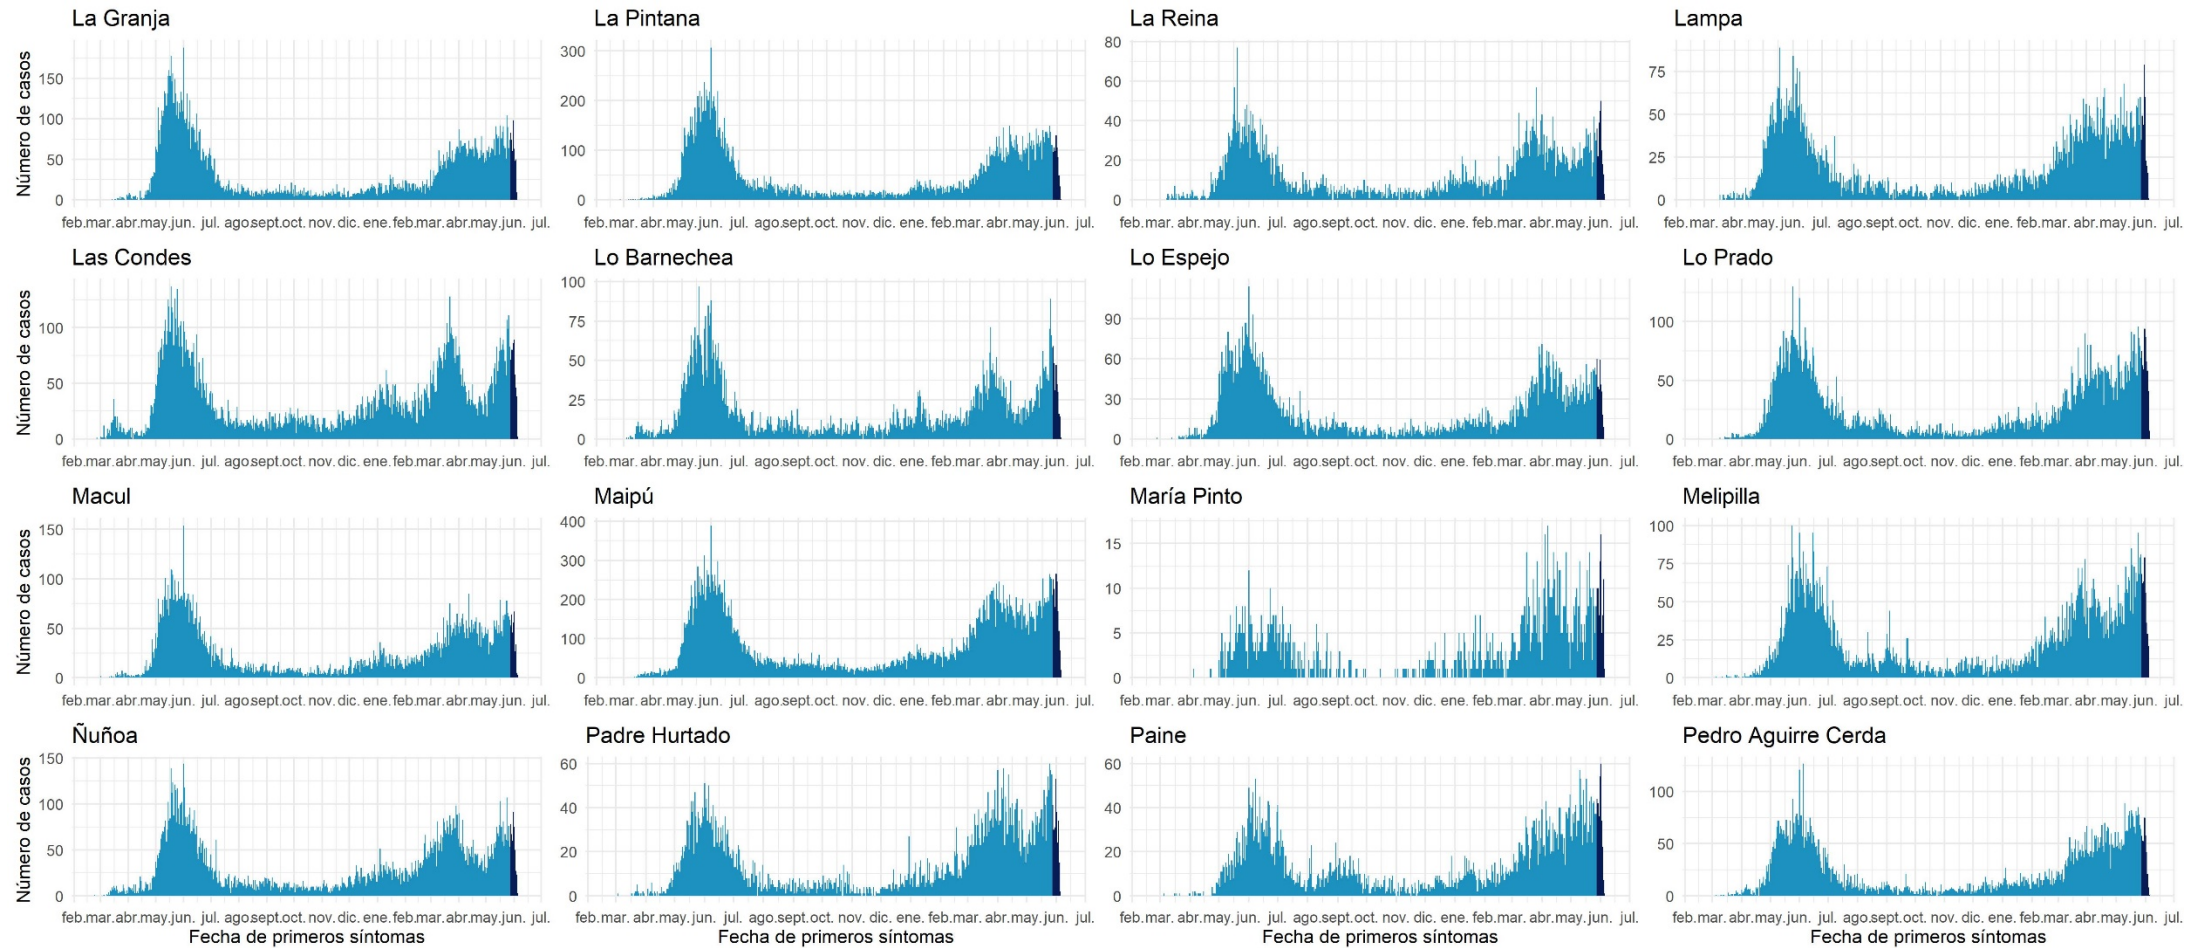 La Granja
La Pintana
La Reina
Lampa
Número de casos
150
100
50
0
300
200
100
0
80
60
40
20
0
75
50
25
0
feb. mar. abr. may. jun. jul. ago. sept. oct. nov. dic. ene. feb. mar. abr. may. jun. jul.
feb. mar. abr. may. jun. jul. ago. sept. oct. nov. dic. ene. feb. mar. abr. may. jun. jul.
feb. mar. abr. may. jun. jul. ago. sept. oct. nov. dic. ene. feb. mar. abr. may. jun. jul.
feb. mar. abr. may. jun. jul. ago. sept. oct. nov. dic. ene. feb. mar. abr. may. jun. jul.
Las Condes
Lo Barnechea
Lo Espejo
Lo Prado
Número de casos
100
50
0
100
75
50
25
0
90
60
30
0
100
50
0
feb. mar. abr. may. jun. jul. ago. sept. oct. nov. dic. ene. feb. mar. abr. may. jun. jul.
feb. mar. abr. may. jun. jul. ago. sept. oct. nov. dic. ene. feb. mar. abr. may. jun. jul.
feb. mar. abr. may. jun. jul. ago. sept. oct. nov. dic. ene. feb. mar. abr. may. jun. jul.
feb. mar. abr. may. jun. jul. ago. sept. oct. nov. dic. ene. feb. mar. abr. may. jun. jul.
Macul
Maipú
María Pinto
Melipilla
Número de casos
150
100
50
0
400
300
200
100
0
15
10
5
0
100
75
50
25
0
feb. mar. abr. may. jun. jul. ago. sept. oct. nov. dic. ene. feb. mar. abr. may. jun. jul.
feb. mar. abr. may. jun. jul. ago. sept. oct. nov. dic. ene. feb. mar. abr. may. jun. jul.
feb. mar. abr. may. jun. jul. ago. sept. oct. nov. dic. ene. feb. mar. abr. may. jun. jul.
feb. mar. abr. may. jun. jul. ago. sept. oct. nov. dic. ene. feb. mar. abr. may. jun. jul.
Ñuñoa
Padre Hurtado
Paine
Pedro Aguirre Cerda
Número de casos
150
100
50
0
60
40
20
0
60
40
20
0
100
50
0
feb. mar. abr. may. jun. jul. ago. sept. oct. nov. dic. ene. feb. mar. abr. may. jun. jul.
feb. mar. abr. may. jun. jul. ago. sept. oct. nov. dic. ene. feb. mar. abr. may. jun. jul.
feb. mar. abr. may. jun. jul. ago. sept. oct. nov. dic. ene. feb. mar. abr. may. jun. jul.
feb. mar. abr. may. jun. jul. ago. sept. oct. nov. dic. ene. feb. mar. abr. may. jun. jul.
Fecha de primeros síntomas
Fecha de primeros síntomas
Fecha de primeros síntomas
Fecha de primeros síntomas